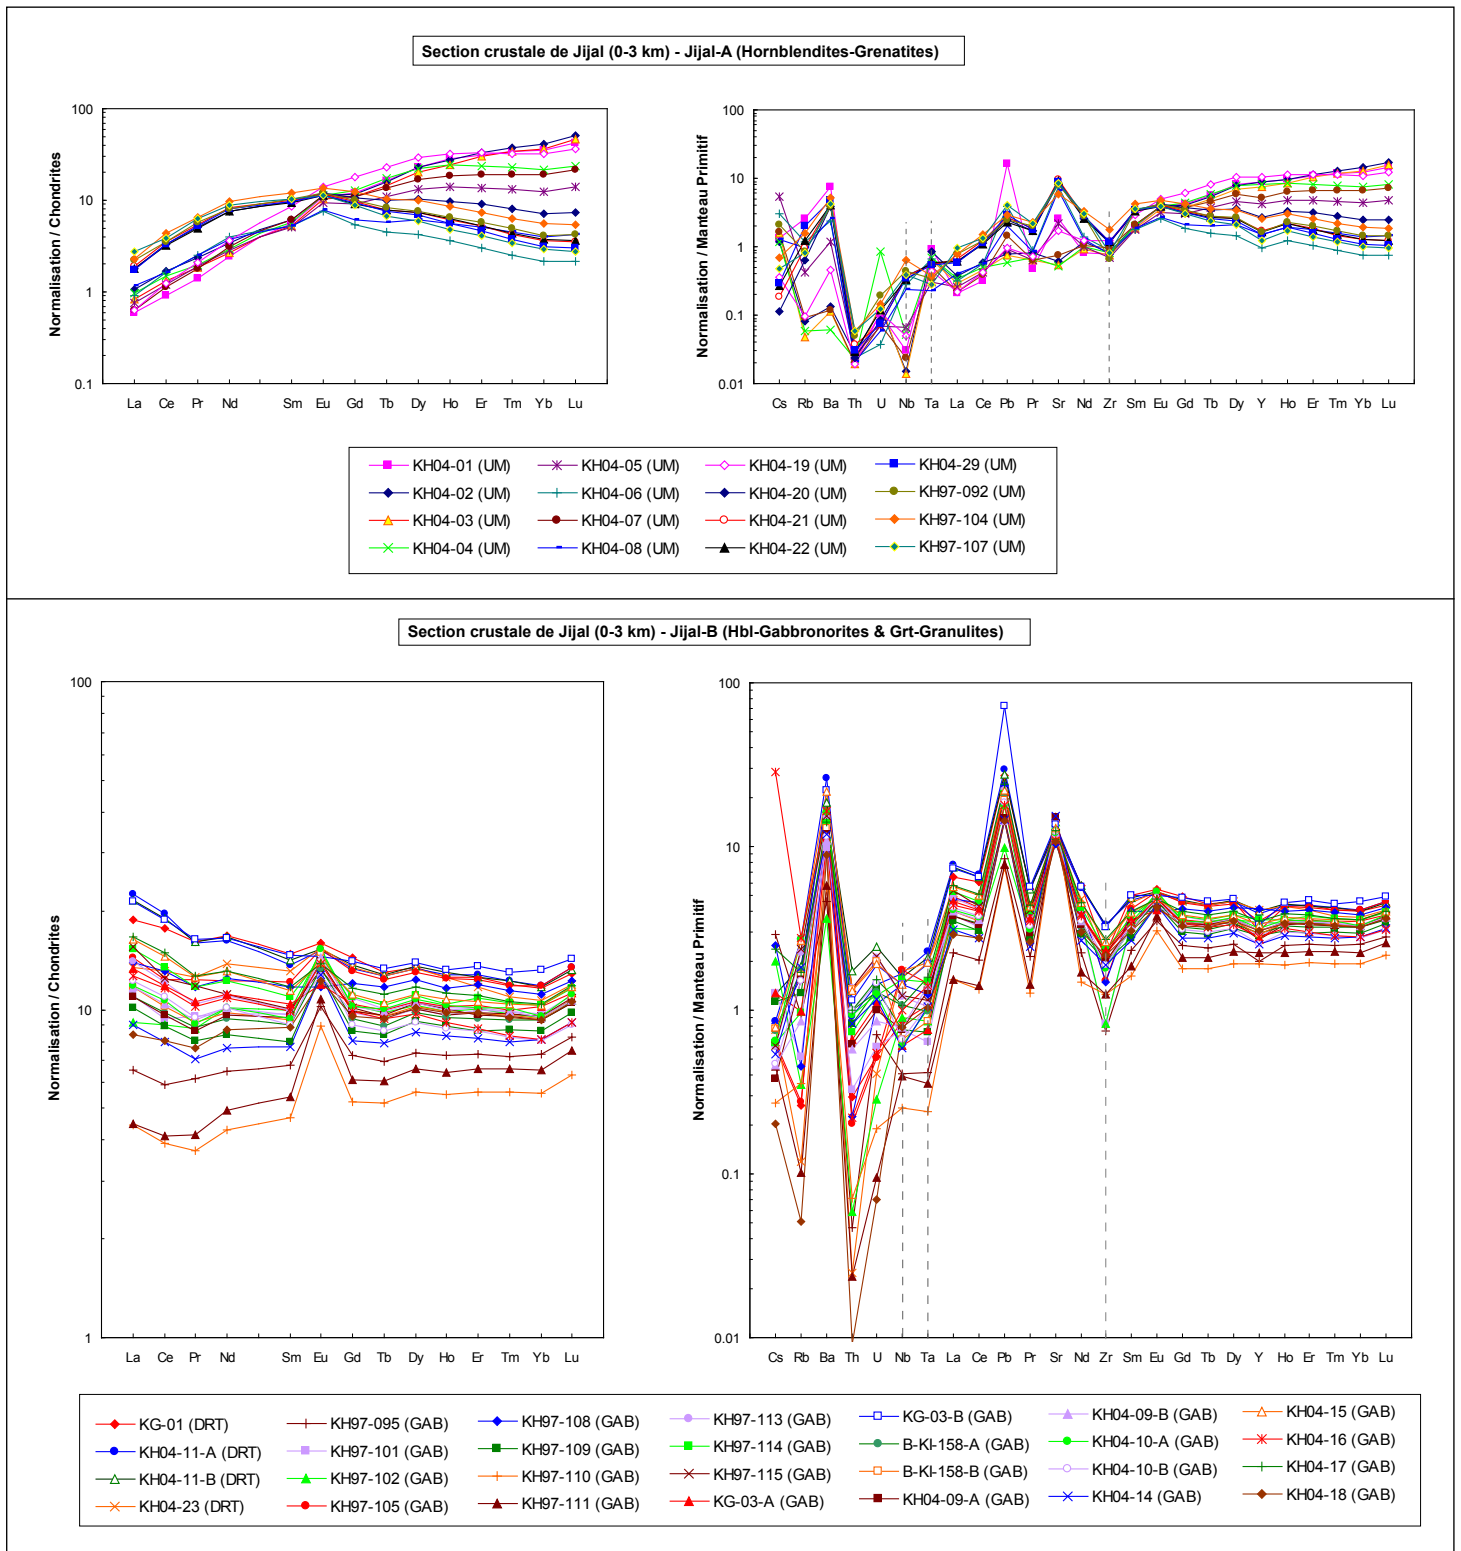 Section crustale de Jijal (0-3 km) - Jijal-A (Hornblendites-Grenatites)
Normalisation / Chondrites
100
10
1
0.1
La Ce Pr Nd Sm Eu Gd Tb Dy Ho Er Tm Yb Lu
Normalisation / Manteau Primitif
100
10
1
0.1
0.01
Cs Rb Ba Th U Nb Ta La Ce Pb Pr Sr Nd Zr Sm Eu Gd Tb Dy Y Ho Er Tm Yb Lu
KH04-01 (UM) KH04-05 (UM) KH04-19 (UM) KH04-29 (UM)
KH04-02 (UM) KH04-06 (UM) KH04-20 (UM) KH97-092 (UM)
KH04-03 (UM) KH04-07 (UM) KH04-21 (UM) KH97-104 (UM)
KH04-04 (UM) KH04-08 (UM) KH04-22 (UM) KH97-107 (UM)
Section crustale de Jijal (0-3 km) - Jijal-B (Hbl-Gabbronorites & Grt-Granulites)
Normalisation / Chondrites
100
10
1
La Ce Pr Nd Sm Eu Gd Tb Dy Ho Er Tm Yb Lu
Normalisation / Manteau Primitif
100
10
1
0.1
0.01
Cs Rb Ba Th U Nb Ta La Ce Pb Pr Sr Nd Zr Sm Eu Gd Tb Dy Y Ho Er Tm Yb Lu
KG-01 (DRT) KH97-095 (GAB) KH97-108 (GAB) KH97-113 (GAB) KG-03-B (GAB) KH04-09-B (GAB) KH04-15 (GAB)
KH04-11-A (DRT) KH97-101 (GAB) KH97-109 (GAB) KH97-114 (GAB) B-KI-158-A (GAB) KH04-10-A (GAB) KH04-16 (GAB)
KH04-11-B (DRT) KH97-102 (GAB) KH97-110 (GAB) KH97-115 (GAB) B-KI-158-B (GAB) KH04-10-B (GAB) KH04-17 (GAB)
KH04-23 (DRT) KH97-105 (GAB) KH97-111 (GAB) KG-03-A (GAB) KH04-09-A (GAB) KH04-14 (GAB) KH04-18 (GAB)